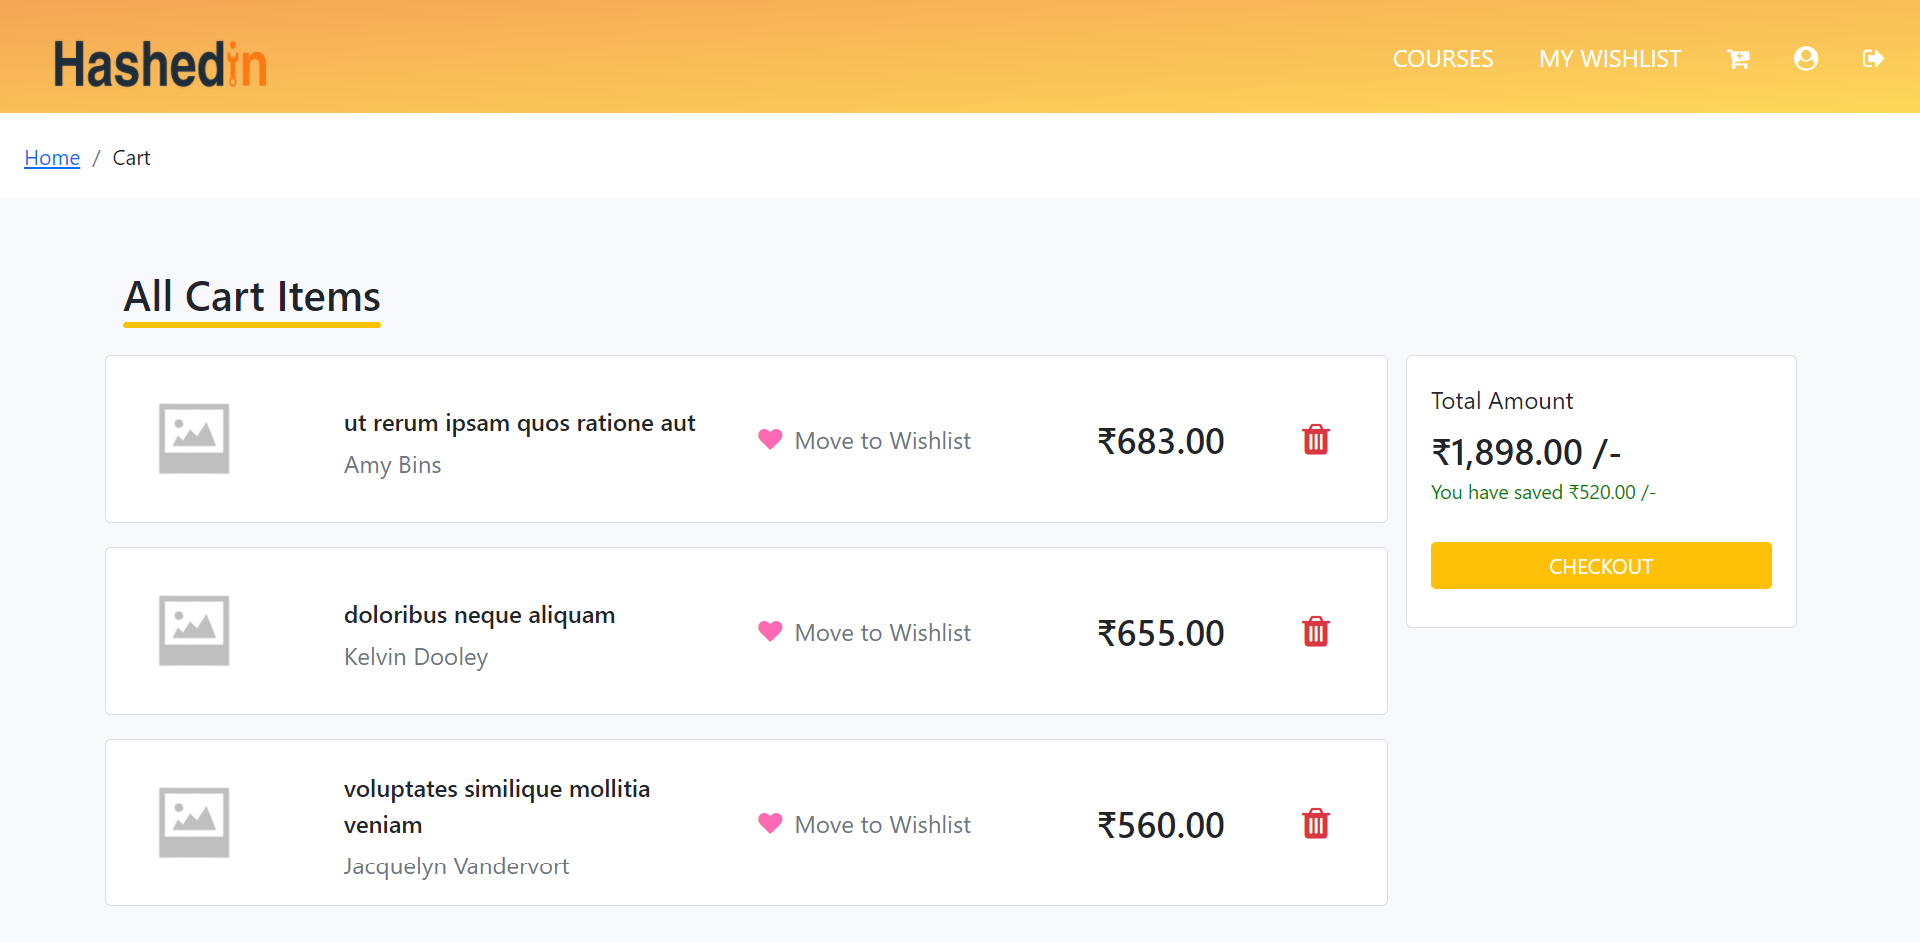 Hashedin
COURSES
MY WISHLIST
Home / Cart
All Cart Items
ut rerum ipsam quos ratione aut
Amy Bins
Move to Wishlist
₹683.00
doloribus neque aliquam
Kelvin Dooley
Move to Wishlist
₹655.00
voluptates similique mollitia
veniam
Jacquelyn Vandervort
Move to Wishlist
₹560.00
Total Amount
₹1,898.00 /-
You have saved ₹520.00 /-
CHECKOUT